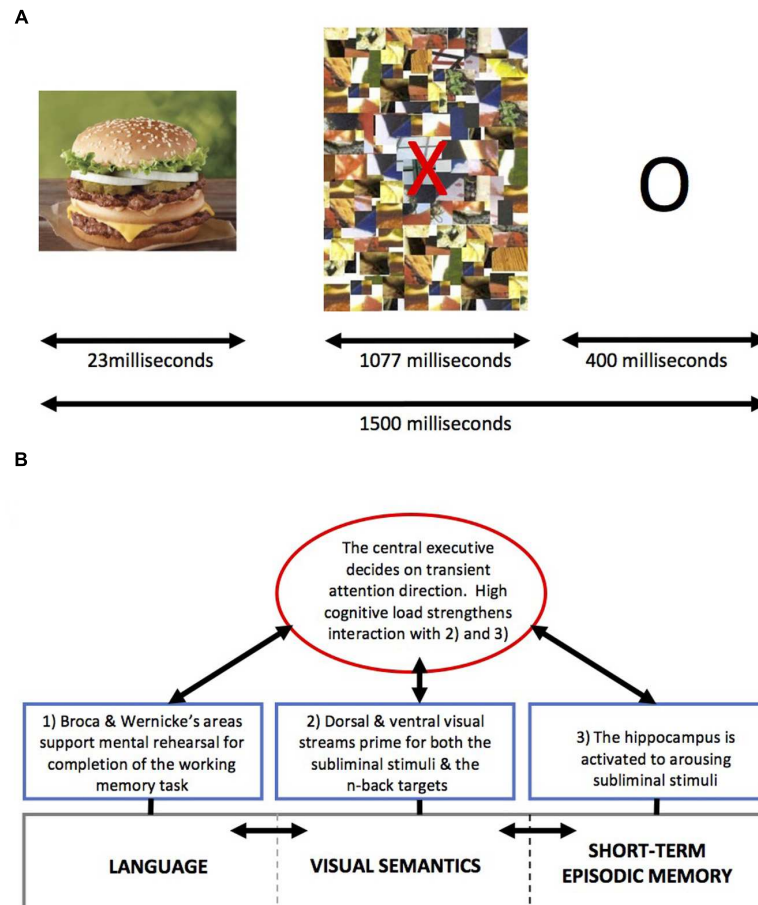 A
X
O
23milliseconds
1077 milliseconds
400 milliseconds
1500 milliseconds
B
The central executive
decides on transient
attention direction.  High
cognitive load strengthens
interaction with 2) and 3)
1) Broca & Wernicke's areas
support mental rehearsal for
completion of the working
memory task
2) Dorsal & ventral visual
streams prime for both the
subliminal stimuli & the
n-back targets
3) The hippocampus is
activated to arousing
subliminal stimuli
LANGUAGE
VISUAL SEMANTICS
SHORT-TERM
EPISODIC MEMORY